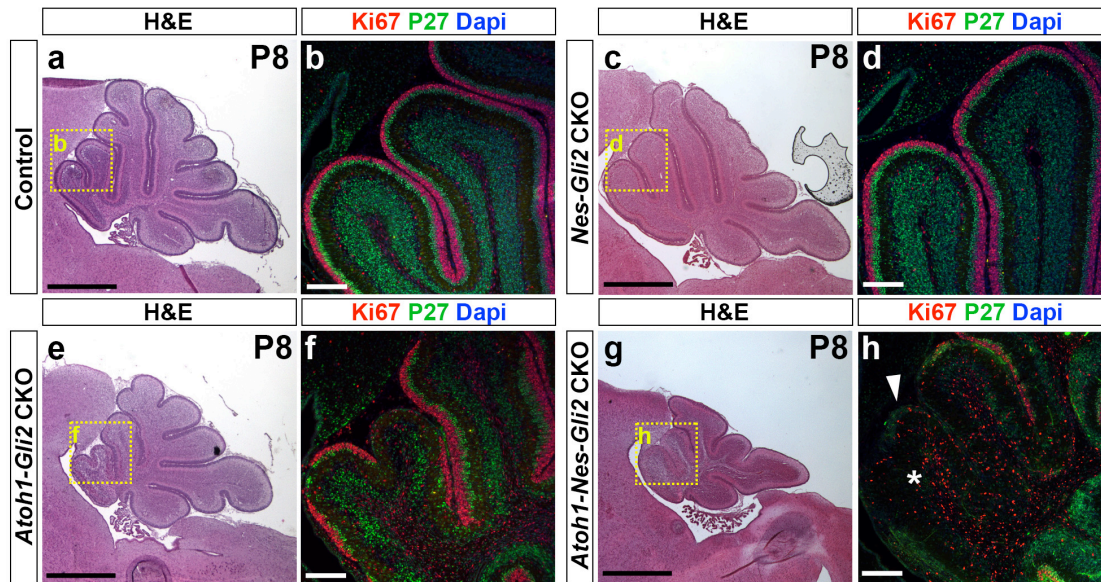 H&E
Ki67 P27 Dapi
H&E
Ki67 P27 Dapi
Control
a
P8
b
b
Nes-Gli2 CKO
c
P8
d
d
H&E
Ki67 P27 Dapi
H&E
Ki67 P27 Dapi
Atoh1-Gli2 CKO
e
P8
f
f
Atoh1-Nes-Gli2 CKO
g
P8
h
h
*